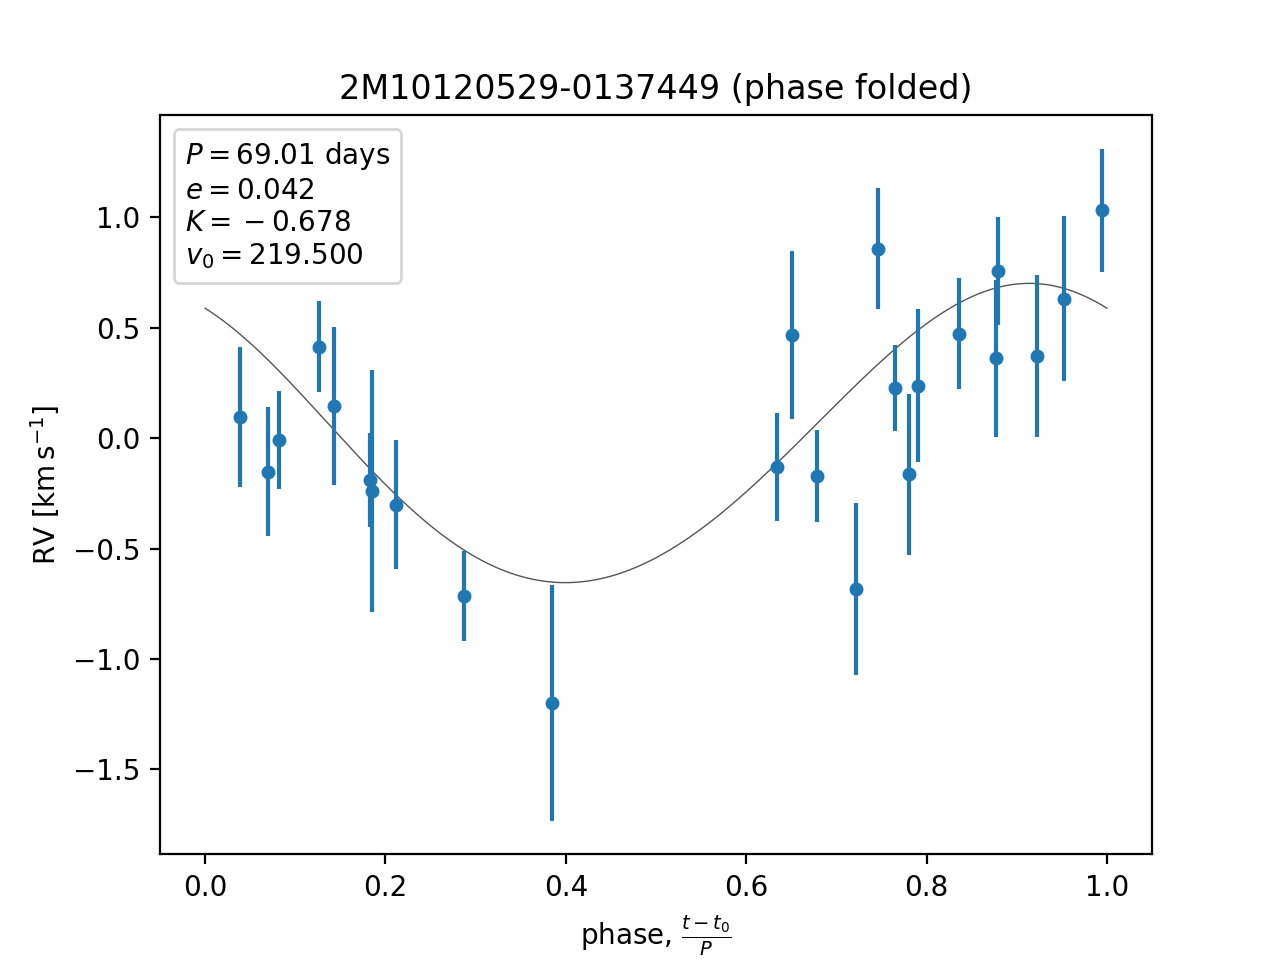 2M10120529-0137449 (phase folded)
P = 69.01 days
e = 0.042
K = −0.678
v₀ = 219.500
1.0
0.5
0.0
−0.5
−1.0
−1.5
RV [km s⁻¹]
0.0 0.2 0.4 0.6 0.8 1.0
phase, (t − t₀)/P